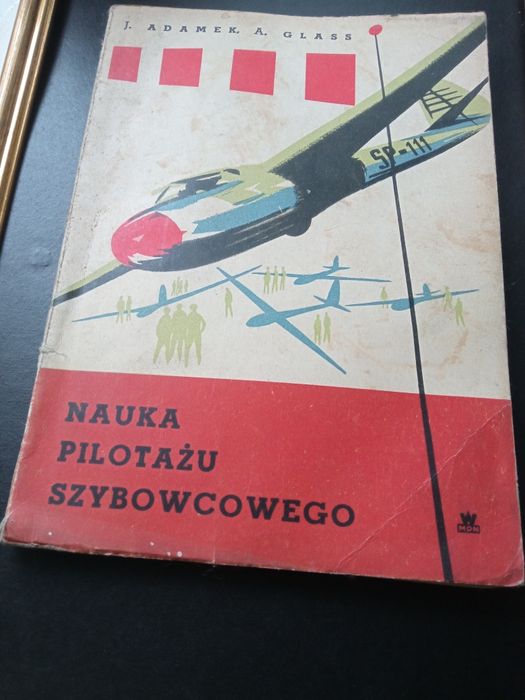 J. ADAMEK, A. GLASS
SP-111
NAUKA
PILOTAŻU
SZYBOWCOWEGO
W
MON